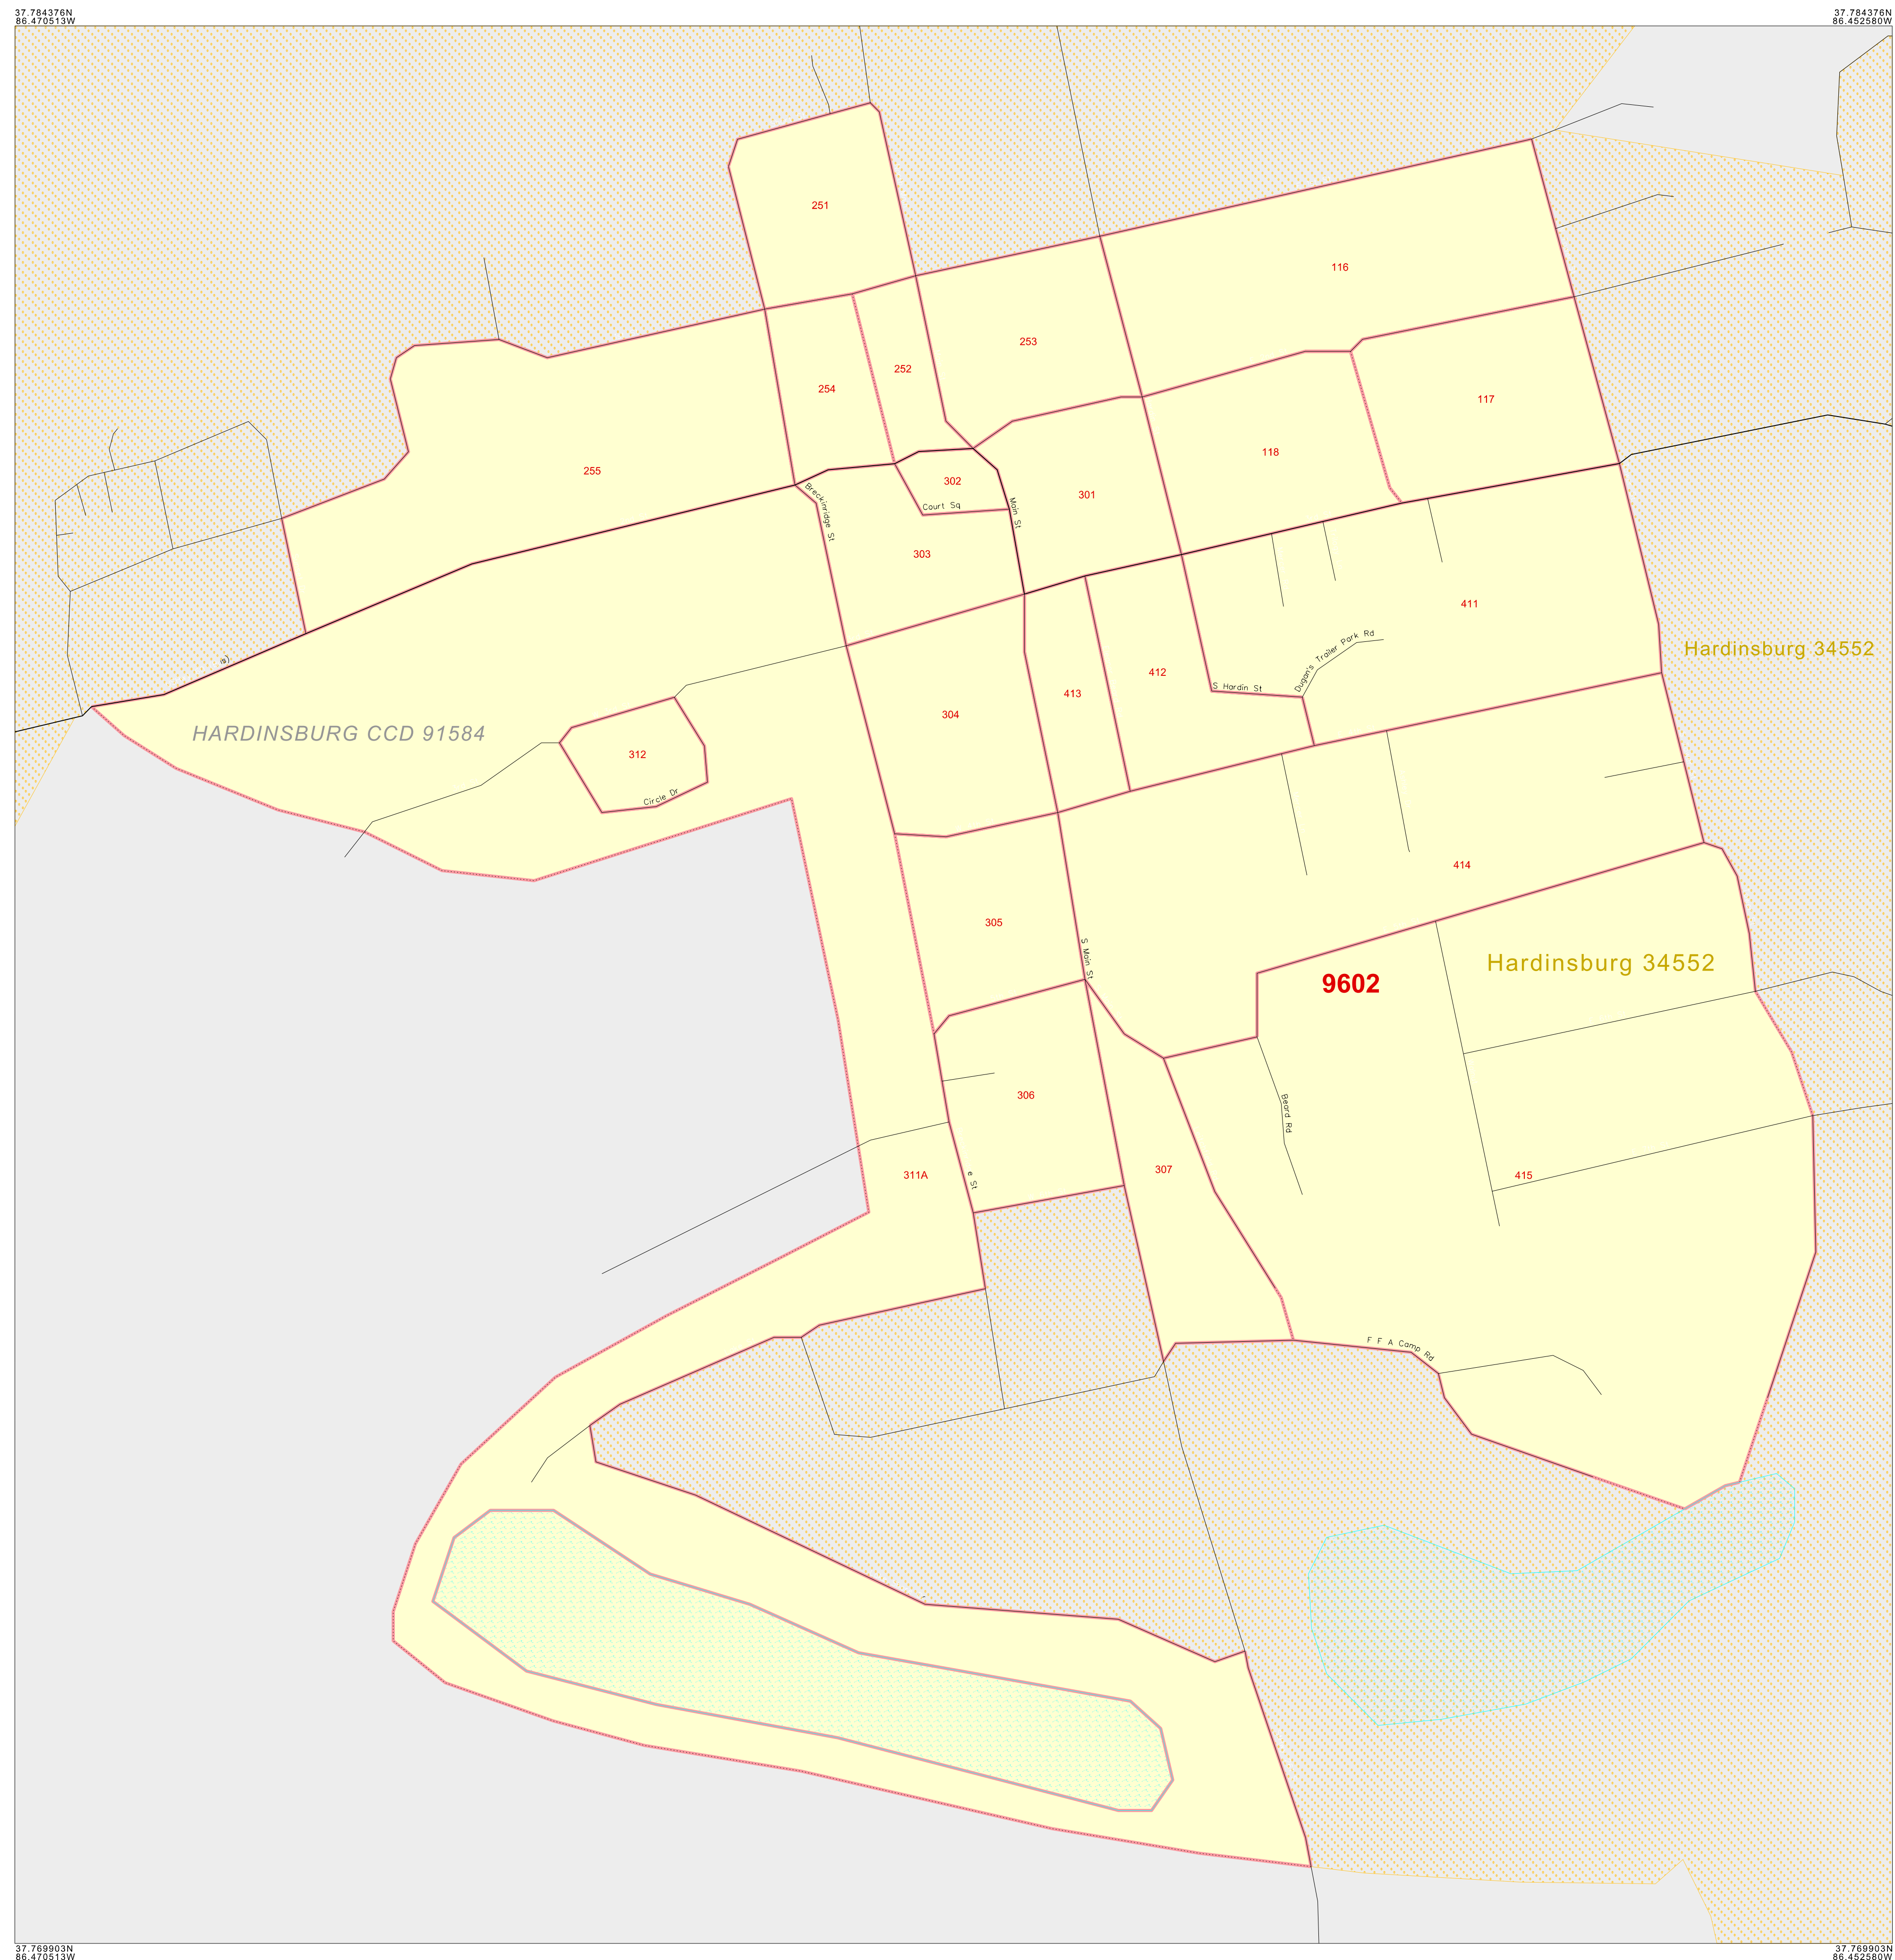 37.784376N
86.470513W
37.784376N
86.452580W
251
116
253
252
117
254
118
255
302
301
Breckinridge St
Court Sq
Main St
303
411
is)
Dugan's Trailer Park Rd
Hardinsburg 34552
412
S Hardin St
413
304
HARDINSBURG CCD 91584
312
Circle Dr
414
305
S Main St
Hardinsburg 34552
9602
306
Beard Rd
307
311A
e St
415
F F A Camp Rd
37.769903N
86.470513W
37.769903N
86.452580W